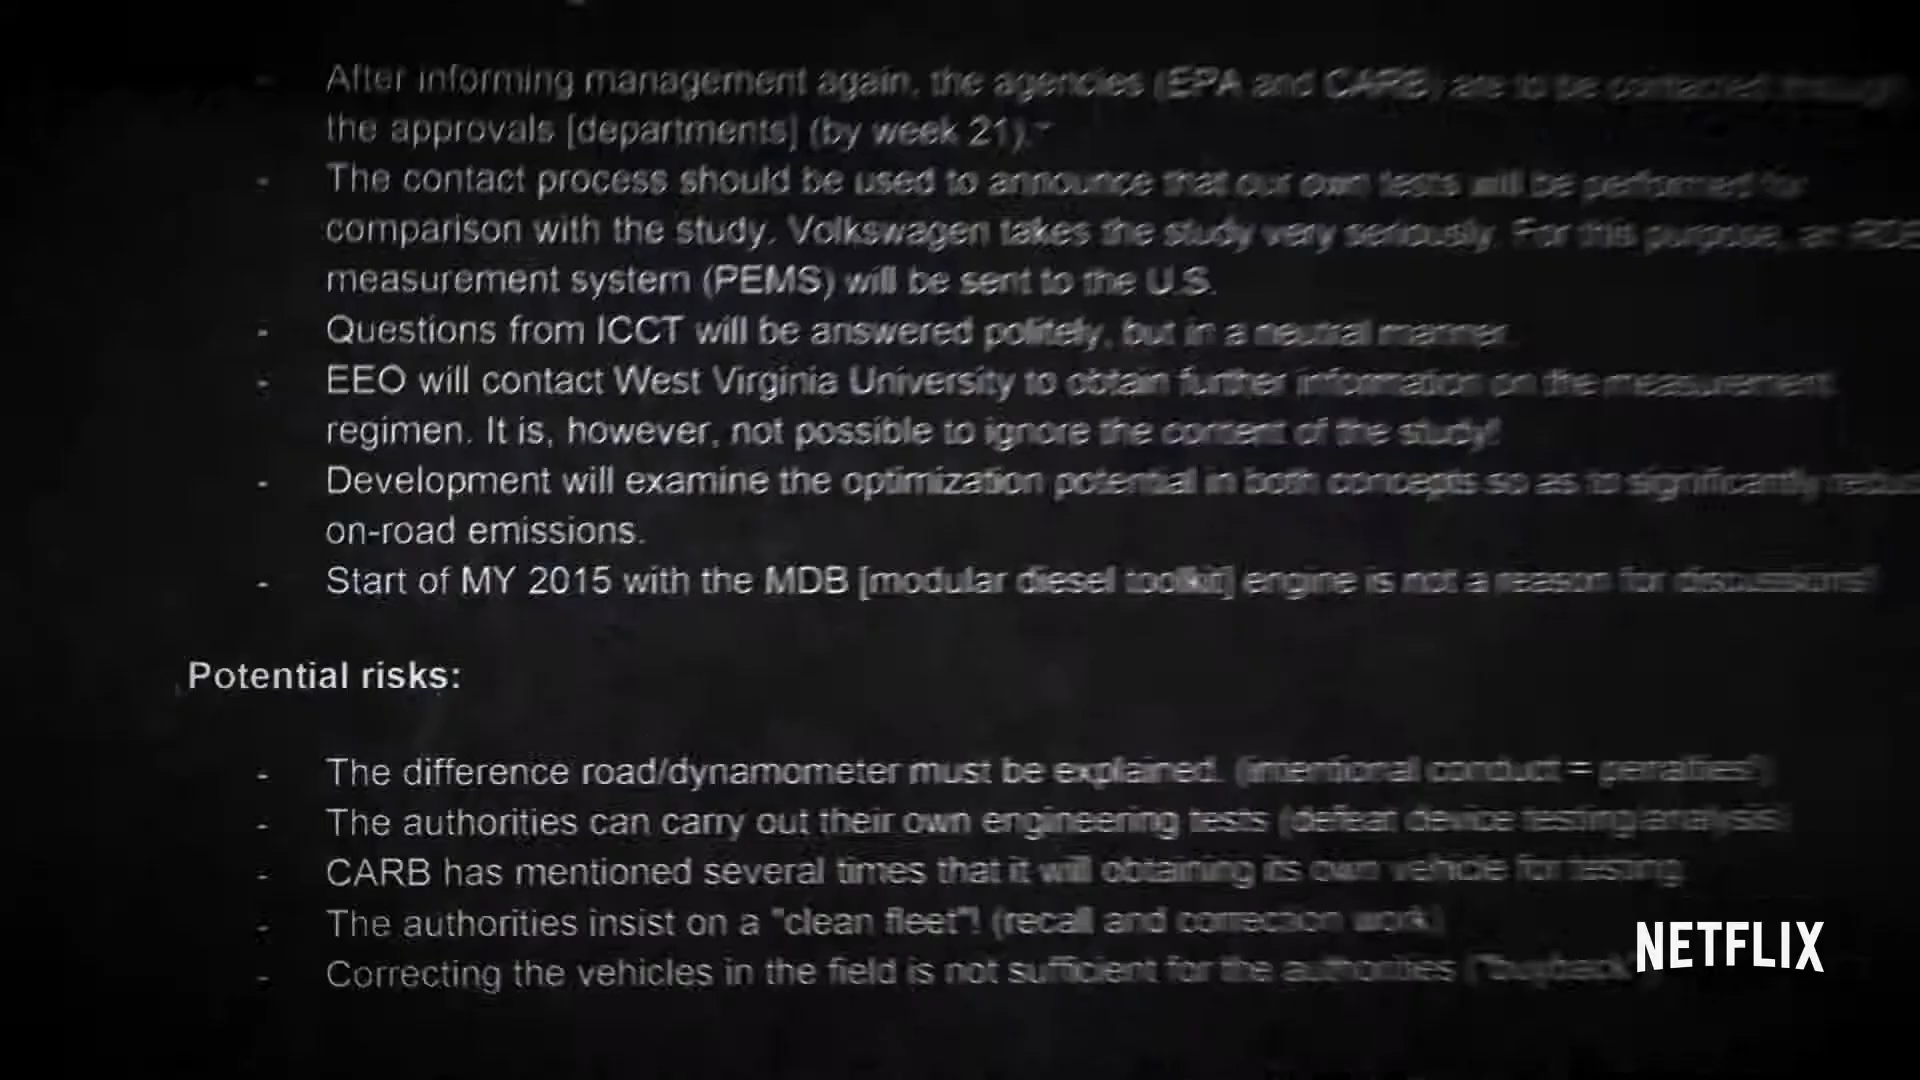 - After informing management again, the agencies (EPA and CARB) are to be contacted through
the approvals [departments] (by week 21)."
- The contact process should be used to announce that our own tests will be performed for
comparison with the study. Volkswagen takes the study very seriously. For this purpose, an RDE
measurement system (PEMS) will be sent to the U.S.
- Questions from ICCT will be answered politely, but in a neutral manner.
- EEO will contact West Virginia University to obtain further information on the measurement
regimen. It is, however, not possible to ignore the content of the study!
- Development will examine the optimization potential in both concepts so as to significantly
on-road emissions.
- Start of MY 2015 with the MDB [modular diesel toolkit] engine is not a reason for discussions!
Potential risks:
- The difference road/dynamometer must be explained. (intentional conduct = penalties!)
- The authorities can carry out their own engineering tests (defeat device testing/analysis)
- CARB has mentioned several times that it will obtaining its own vehicle for testing
- The authorities insist on a "clean fleet"! (recall and correction work)
- Correcting the vehicles in the field is not sufficient for the authorities ("buyback")
NETFLIX